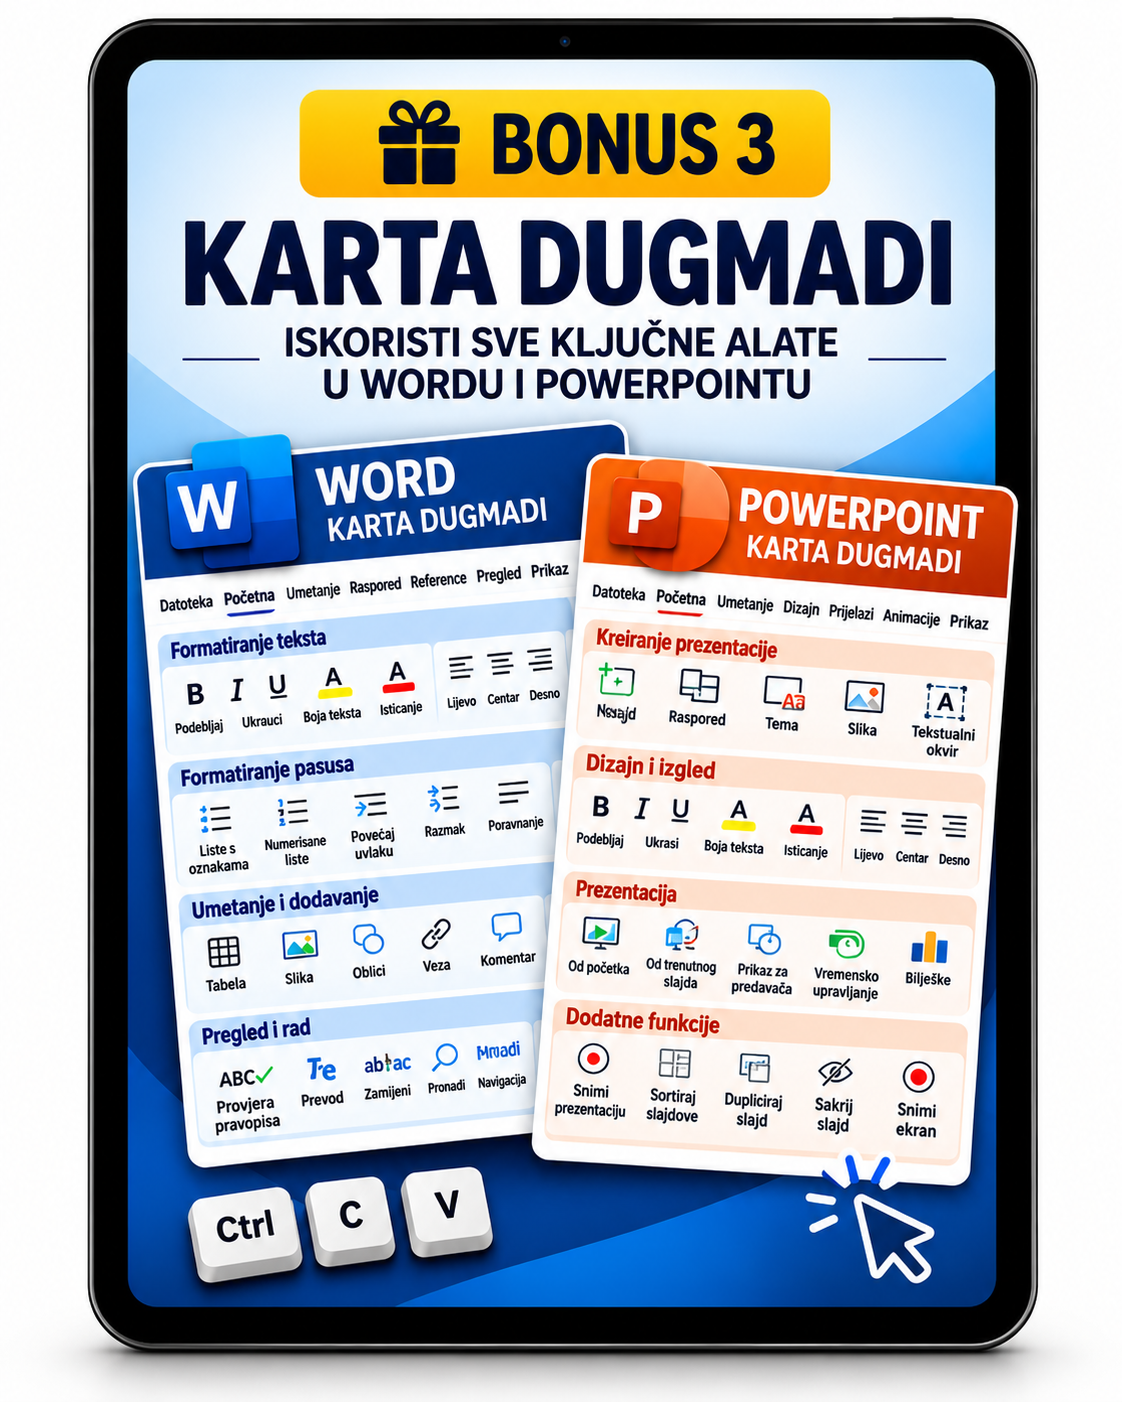 BONUS 3
KARTA DUGMADI
ISKORISTI SVE KLJUČNE ALATE
U WORDU I POWERPOINTU
W
WORD
KARTA DUGMADI
Datoteka Početna Umetanje Raspored Reference Pregled Prikaz
Formatiranje teksta
B I U A A
Podebljaj Ukrauci Boja teksta Isticanje Lijevo Centar Desno
Formatiranje pasusa
Liste s
oznakama
Numerisane
liste
Povećaj
uvlaku
Razmak
Poravnanje
Umetanje i dodavanje
Tabela Slika Oblici Veza Komentar
Pregled i rad
ABC
Provjera
pravopisa
Prevod
Zamijeni
Pronadi
Navigacija
P
POWERPOINT
KARTA DUGMADI
Datoteka Početna Umetanje Dizajn Prijelazi Animacije Prikaz
Kreiranje prezentacije
Aa
A
Raspored
Tema
Slika
Tekstualni
okvir
Dizajn i izgled
B I U A A
Podebljaj Ukrasi Boja teksta Isticanje Lijevo Centar Desno
Prezentacija
Od početka
Od trenutnog
slajda
Prikaz za
predavača
Vremensko
upravljanje
Bilješke
Dodatne funkcije
Snimi
prezentaciju
Sortiraj
slajdove
Dupliciraj
slajd
Sakrij
slajd
Snimi
ekran
Ctrl C V